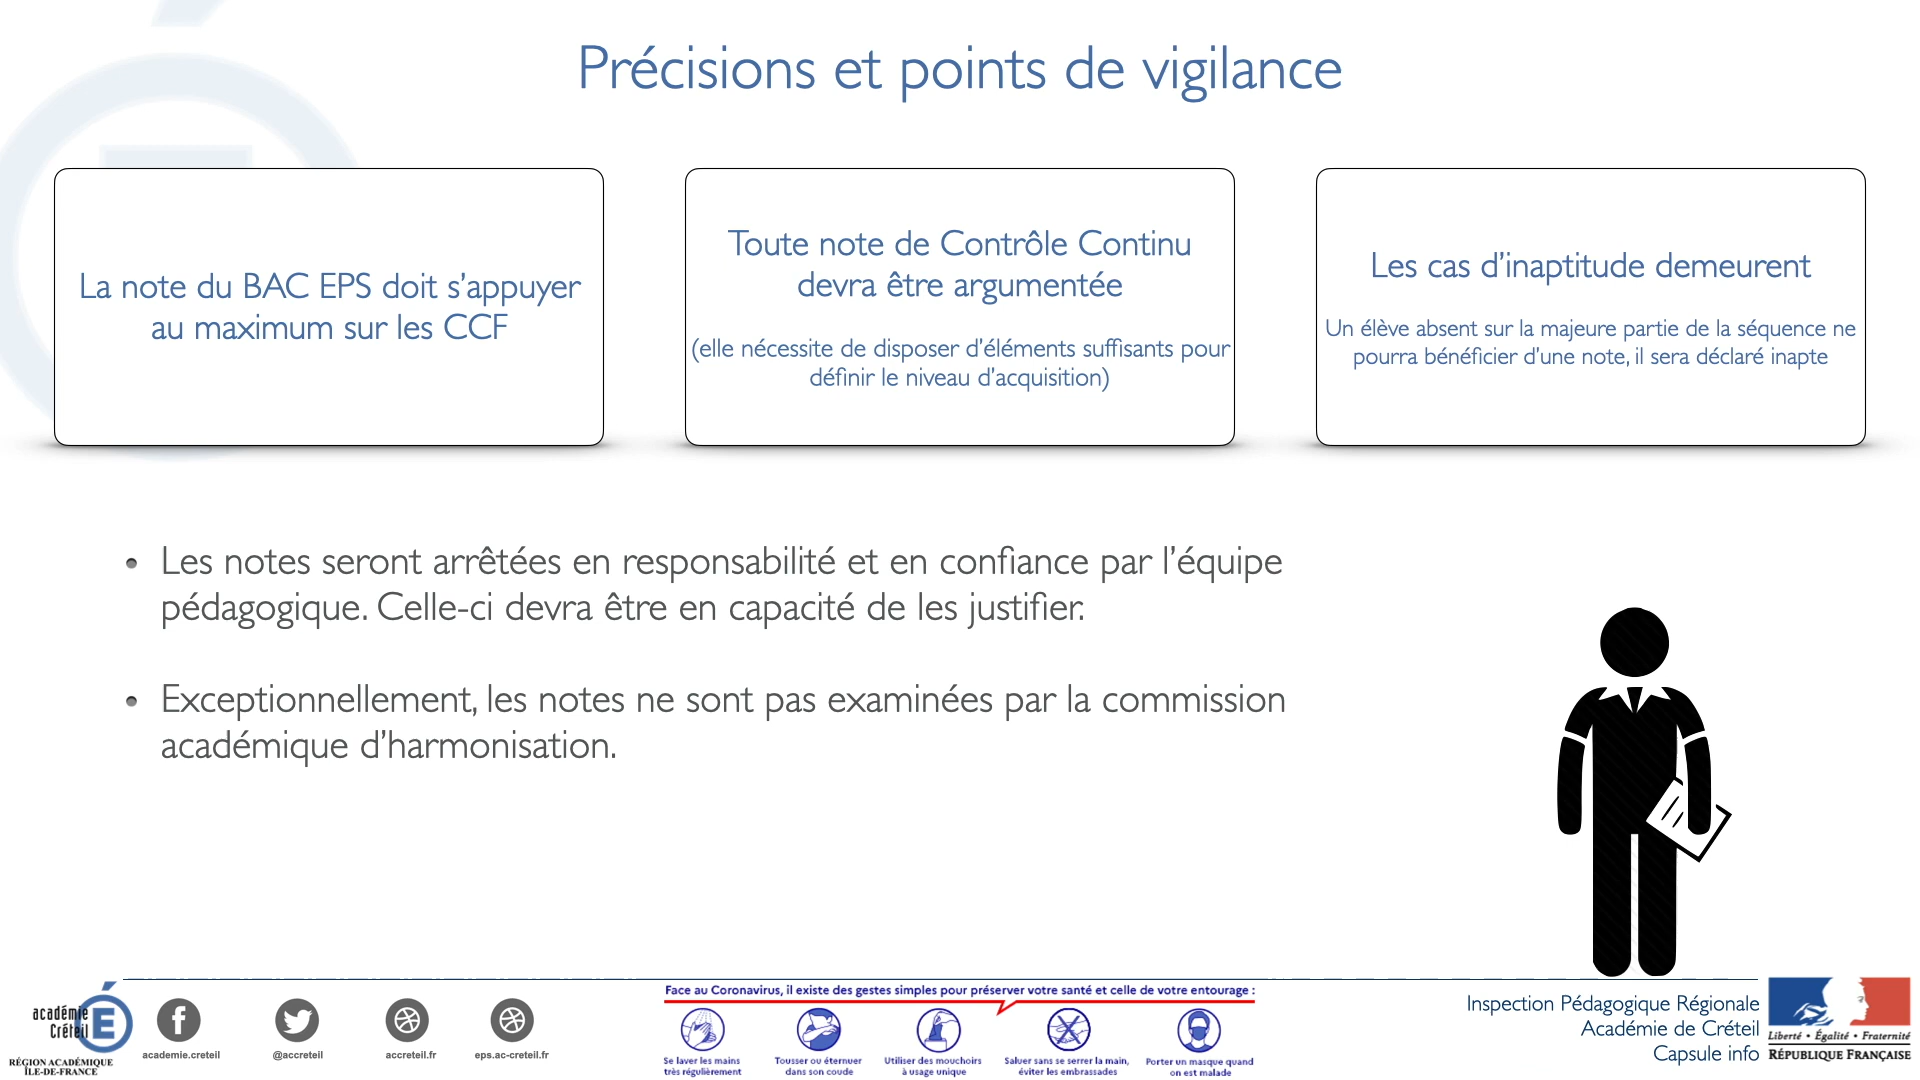 Précisions et points de vigilance
La note du BAC EPS doit s’appuyer
au maximum sur les CCF
Toute note de Contrôle Continu
devra être argumentée
(elle nécessite de disposer d’éléments suffisants pour
définir le niveau d’acquisition)
Les cas d’inaptitude demeurent
Un élève absent sur la majeure partie de la séquence ne
pourra bénéficier d’une note, il sera déclaré inapte
• Les notes seront arrêtées en responsabilité et en confiance par l’équipe
pédagogique. Celle-ci devra être en capacité de les justifier.
• Exceptionnellement, les notes ne sont pas examinées par la commission
académique d’harmonisation.
académie
Créteil
RÉGION ACADÉMIQUE
ÎLE-DE-FRANCE
academie.creteil
@accreteil
accreteil.fr
eps.ac-creteil.fr
Face au Coronavirus, il existe des gestes simples pour préserver votre santé et celle de votre entourage :
Se laver les mains
très régulièrement
Tousser ou éternuer
dans son coude
Utiliser des mouchoirs
à usage unique
Saluer sans se serrer la main,
éviter les embrassades
Porter un masque quand
on est malade
Inspection Pédagogique Régionale
Académie de Créteil
Capsule info
Liberté • Égalité • Fraternité
RÉPUBLIQUE FRANÇAISE